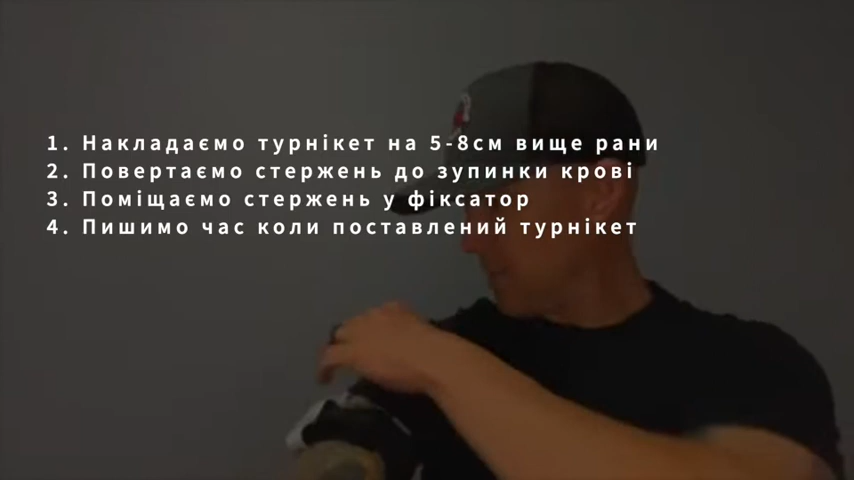 1. Накладаємо турнікет на 5-8см вище рани
2. Повертаємо стержень до зупинки крові
3. Поміщаємо стержень у фіксатор
4. Пишимо час коли поставлений турнікет